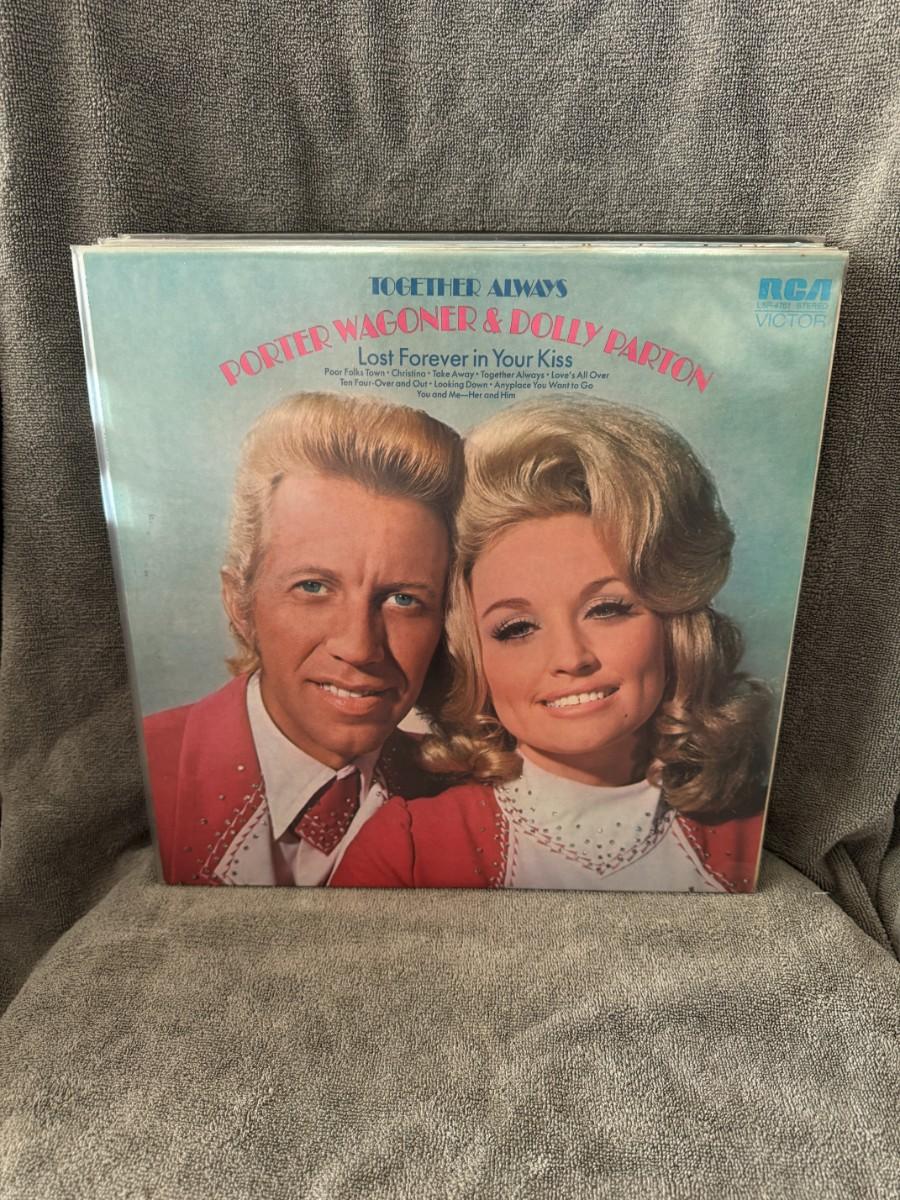 TOGETHER ALWAYS
RCA
LSP-4761 STEREO
VICTOR
PORTER WAGONER & DOLLY PARTON
Lost Forever in Your Kiss
Poor Folks Town • Christina • Take Away • Together Always • Love's All Over
Ten Four-Over and Out • Looking Down • Anyplace You Want to Go
You and Me—Her and Him